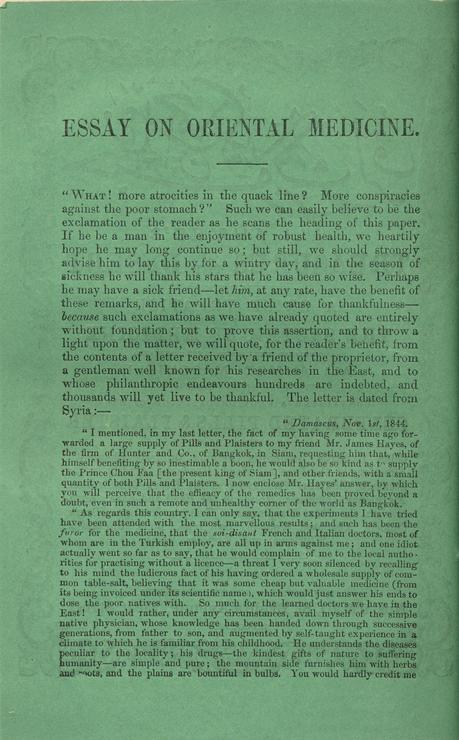 ESSAY ON ORIENTAL MEDICINE.
“ WHAT! more atrocities in the quack line? More conspiracies
against the poor stomach?” Such we can easily believe to be the
exclamation of the reader as he scans the heading of this paper.
If he be a man in the enjoyment of robust health, we heartily
hope he may long continue so; but still, we should strongly
advise him to lay this by for a wintry day, and in the season of
sickness he will thank his stars that he has been so wise. Perhaps
he may have a sick friend—let him, at any rate, have the benefit of
these remarks, and he will have much cause for thankfulness—
because such exclamations as we have already quoted are entirely
without foundation; but to prove this assertion, and to throw a
light upon the matter, we will quote, for the reader's benefit, from
the contents of a letter received by a friend of the proprietor, from
a gentleman well known for his researches in the East, and to
whose philanthropic endeavours hundreds are indebted, and
thousands will yet live to be thankful. The letter is dated from
Syria:—
“ Damascus, Nov. 1st, 1844.
“ I mentioned, in my last letter, the fact of my having some time ago for-
warded a large supply of Pills and Plaisters to my friend Mr. James Hayes, of
the firm of Hunter and Co., of Bangkok, in Siam, requesting him that, while
himself benefiting by so inestimable a boon, he would also be so kind as to supply
the Prince Chou Faa [the present king of Siam], and other friends, with a small
quantity of both Pills and Plaisters. I now enclose Mr. Hayes' answer, by which
you will perceive that the efficacy of the remedies has been proved beyond a
doubt, even in such a remote and unhealthy corner of the world as Bangkok.
“ As regards this country, I can only say, that the experiments I have tried
have been attended with the most marvellous results; and such has been the
furor for the medicine, that the soi-disant French and Italian doctors, most of
whom are in the Turkish employ, are all up in arms against me; and one idiot
actually went so far as to say, that he would complain of me to the local autho-
rities for practising without a licence—a threat I very soon silenced by recalling
to his mind the ludicrous fact of his having ordered a wholesale supply of com-
mon table-salt, believing that it was some cheap but valuable medicine (from
its being invoiced under its scientific name), which would just answer his ends to
dose the poor natives with. So much for the learned doctors we have in the
East! I would rather, under any circumstances, avail myself of the simple
native physician, whose knowledge has been handed down through successive
generations, from father to son, and augmented by self-taught experience in a
climate to which he is familiar from his childhood. He understands the diseases
peculiar to the locality; his drugs—the kindest gifts of nature to suffering
humanity—are simple and pure; the mountain side furnishes him with herbs
and roots, and the plains are bountiful in bulbs. You would hardly credit me